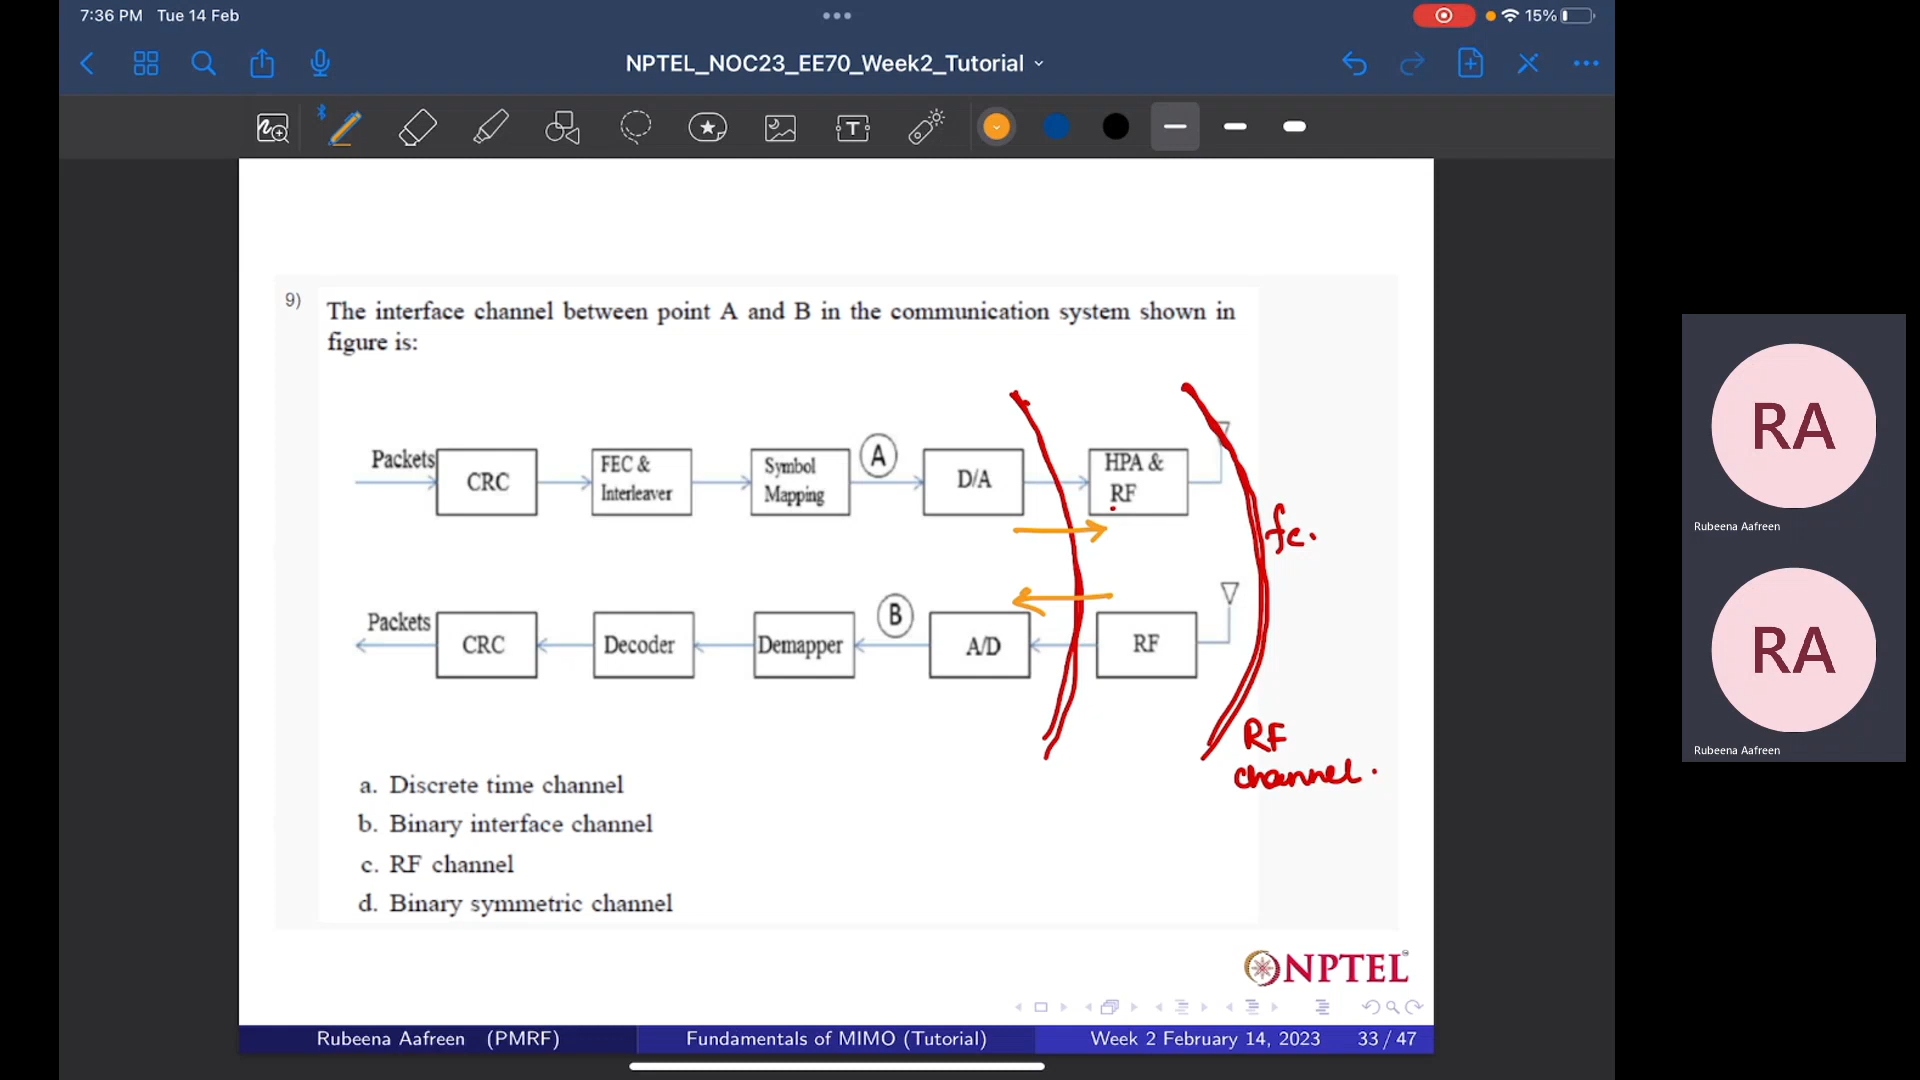 7:36 PM Tue 14 Feb
15%
NPTEL_NOC23_EE70_Week2_Tutorial
T
9)
The interface channel between point A and B in the communication system shown in
figure is:
Packets
CRC
FEC &
Interleaver
Symbol
Mapping
A
D/A
HPA &
RF
fc.
Packets
CRC
Decoder
Demapper
B
A/D
RF
RF
channel.
a. Discrete time channel
b. Binary interface channel
c. RF channel
d. Binary symmetric channel
NPTEL
Rubeena Aafreen (PMRF)
Fundamentals of MIMO (Tutorial)
Week 2 February 14, 2023
33 / 47
RA
Rubeena Aafreen
RA
Rubeena Aafreen